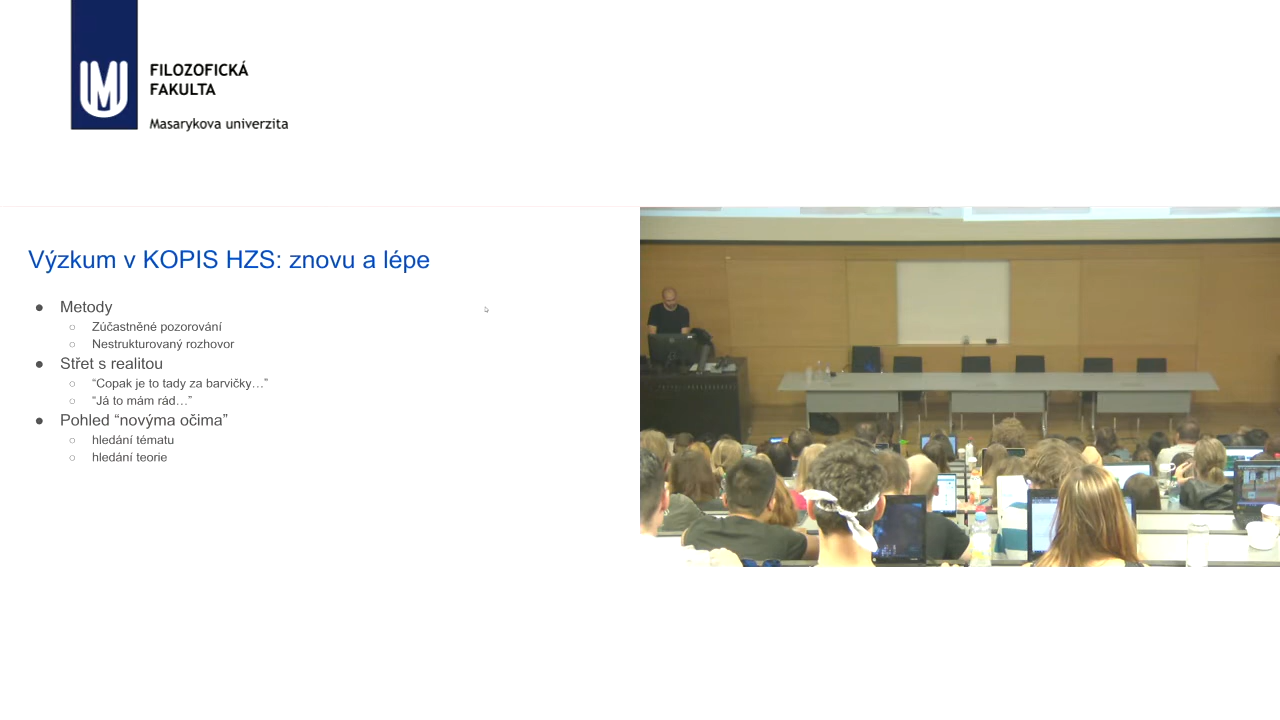 FILOZOFICKÁ
FAKULTA
Masarykova univerzita
Výzkum v KOPIS HZS: znovu a lépe
● Metody
○ Zúčastněné pozorování
○ Nestrukturovaný rozhovor
● Střet s realitou
○ “Copak je to tady za barvičky…”
○ “Já to mám rád…”
● Pohled “novýma očima”
○ hledání tématu
○ hledání teorie